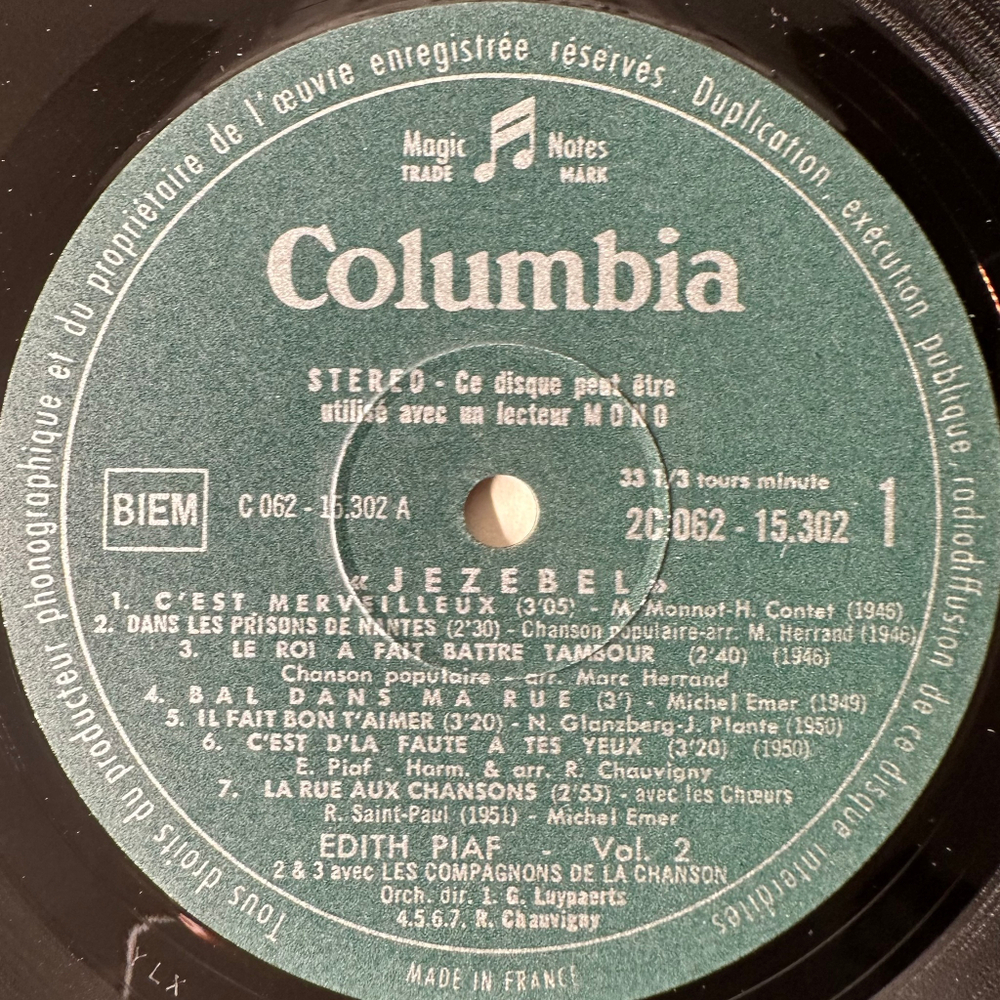 Tous droits du producteur phonographique et du propriétaire de l'œuvre enregistrée réservés. Duplication, exécution publique, radiodiffusion de ce disque interdites
Magic Notes
TRADE MARK
Columbia
STEREO - Ce disque peut être
utilisé avec un lecteur MONO
BIEM
C 062 - 15.302 A
33 1/3 tours minute
2C 062 - 15.302
1
« JEZEBEL »
1. C'EST MERVEILLEUX (3'05) - M. Monnot-H. Contet (1946)
2. DANS LES PRISONS DE NANTES (2'30) - Chanson populaire-arr. M. Herrand (1946)
3. LE ROI A FAIT BATTRE TAMBOUR (2'40) (1946)
Chanson populaire - arr. Marc Herrand
4. BAL DANS MA RUE (3') - Michel Emer (1949)
5. IL FAIT BON T'AIMER (3'20) - N. Glanzberg-J. Plante (1950)
6. C'EST D'LA FAUTE A TES YEUX (3'20) (1950)
E. Piaf - Harm. & arr. R. Chauvigny
7. LA RUE AUX CHANSONS (2'55) - avec les Chœurs
R. Saint-Paul (1951) - Michel Emer
EDITH PIAF - Vol. 2
2 & 3 avec LES COMPAGNONS DE LA CHANSON
Orch. dir. I. G. Luypaerts
4.5.6.7. R. Chauvigny
MADE IN FRANCE